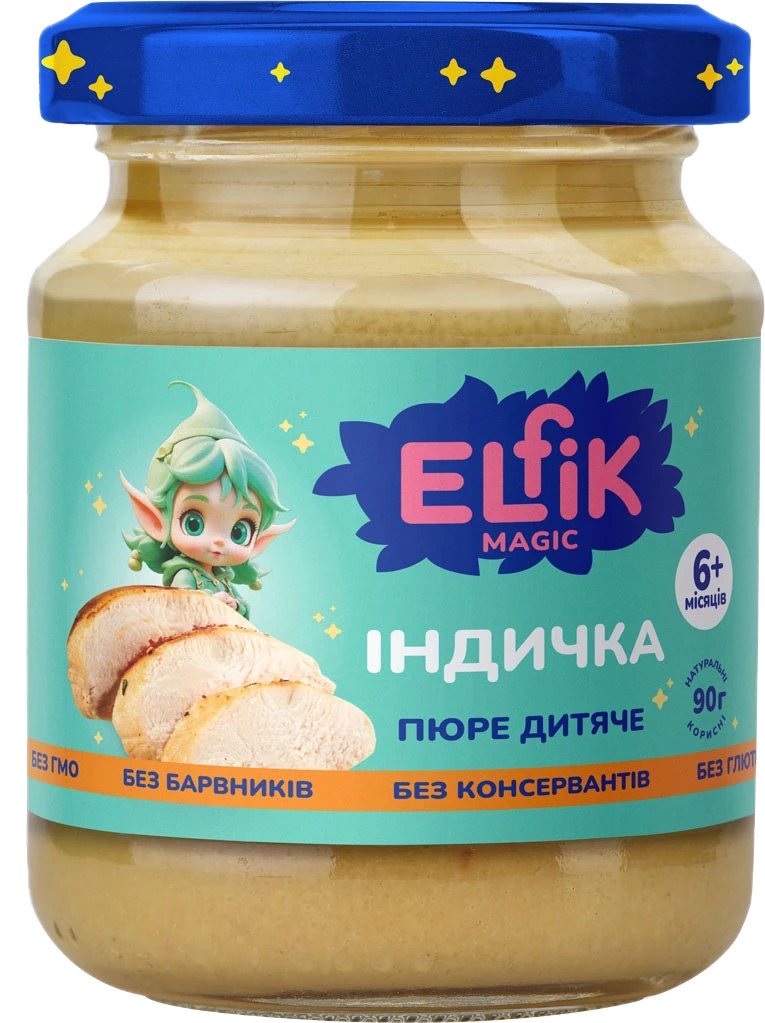 ELfiK
MAGIC
6+
місяців
ІНДИЧКА
НАТУРАЛЬНІ
90г
КОРИСНІ
ПЮРЕ ДИТЯЧЕ
БЕЗ ГМО
БЕЗ БАРВНИКІВ
БЕЗ КОНСЕРВАНТІВ
БЕЗ ГЛЮТ